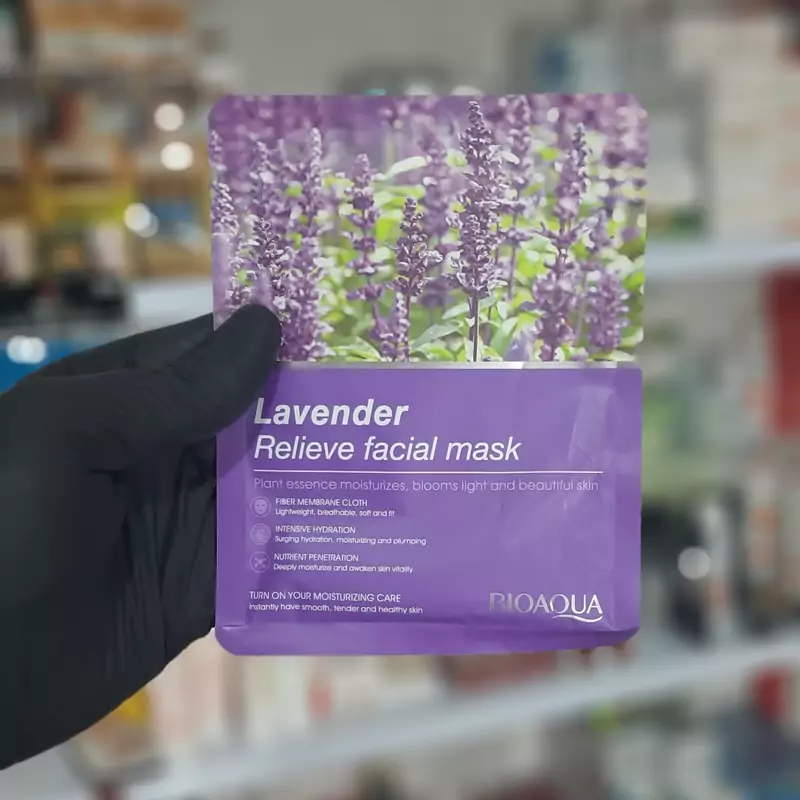 Lavender
Relieve facial mask
Plant essence moisturizes, blooms light and beautiful skin
FIBER MEMBRANE CLOTH
Lightweight, breathable, soft and fit
INTENSIVE HYDRATION
Surging hydration, moisturizing and plumping
NUTRIENT PENETRATION
Deeply moisturize and awaken skin vitality
TURN ON YOUR MOISTURIZING CARE
Instantly have smooth, tender and healthy skin
BIOAQUA